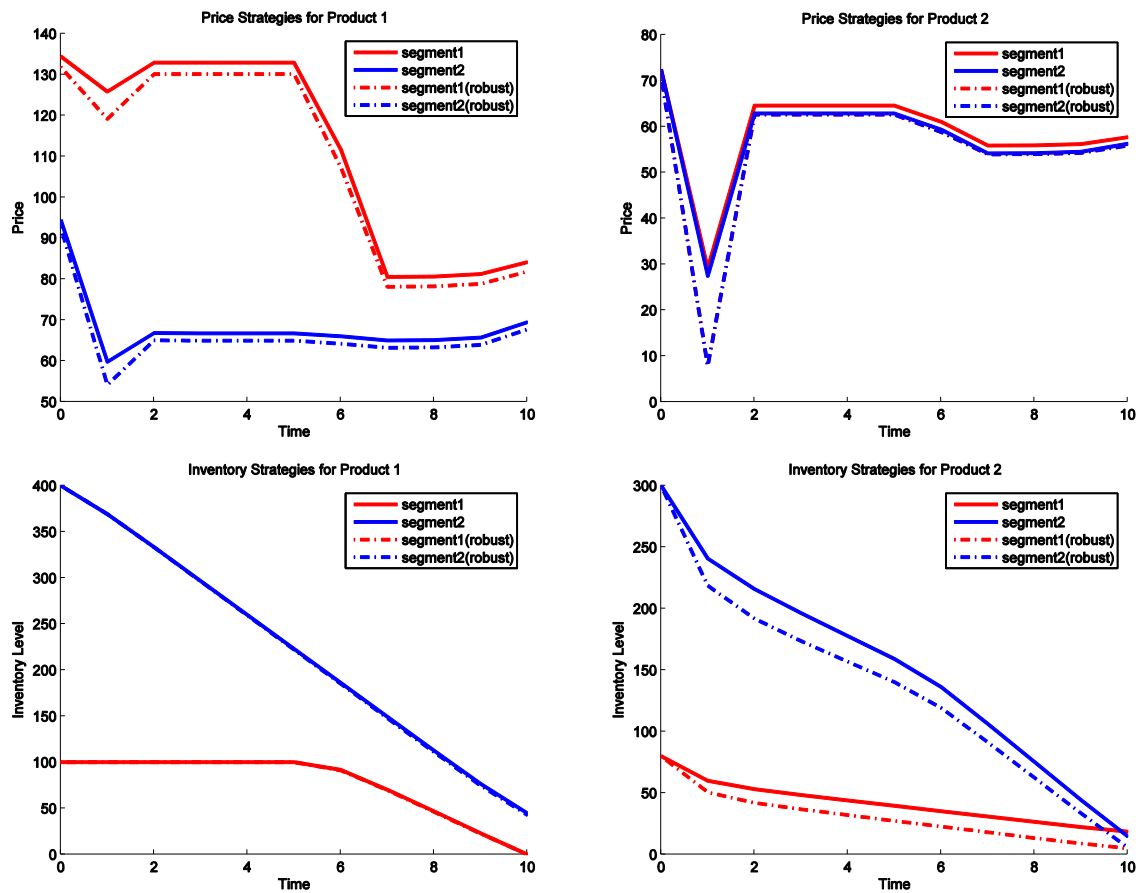 Price Strategies for Product 1
140
130
120
110
100
90
80
70
60
50
0
2
4
6
8
10
Price
Time
segment1
segment2
segment1(robust)
segment2(robust)
Price Strategies for Product 2
80
70
60
50
40
30
20
10
0
0
2
4
6
8
10
Price
Time
segment1
segment2
segment1(robust)
segment2(robust)
Inventory Strategies for Product 1
400
350
300
250
200
150
100
50
0
0
2
4
6
8
10
Inventory Level
Time
segment1
segment2
segment1(robust)
segment2(robust)
Inventory Strategies for Product 2
300
250
200
150
100
50
0
0
2
4
6
8
10
Inventory Level
Time
segment1
segment2
segment1(robust)
segment2(robust)